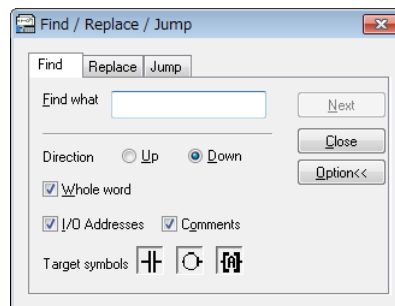 Find / Replace / Jump
Find Replace Jump
Find what
Next
Close
Direction Up Down
Option<<
Whole word
I/O Addresses Comments
Target symbols